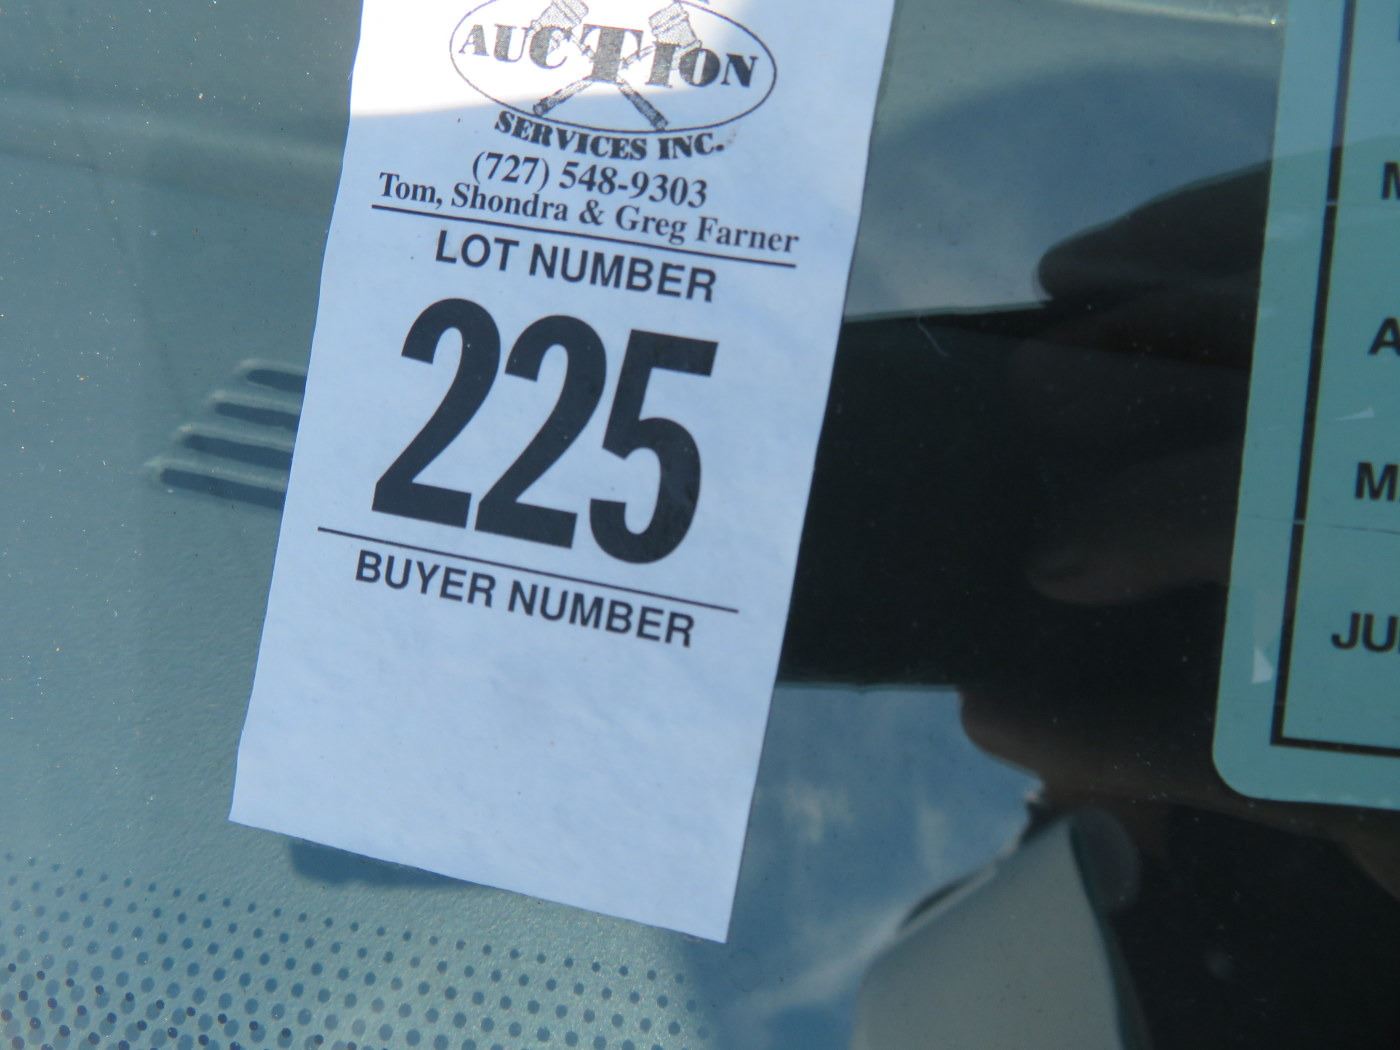 AUCTION
SERVICES INC.
(727) 548-9303
Tom, Shondra & Greg Farner
LOT NUMBER
225
BUYER NUMBER